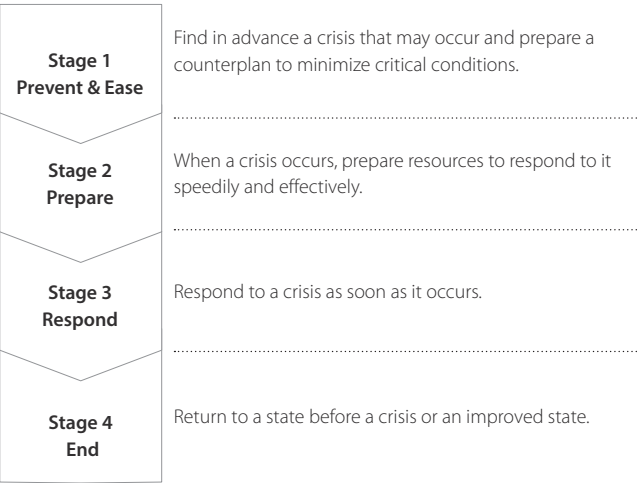 Stage 1
Prevent & Ease
Find in advance a crisis that may occur and prepare a
counterplan to minimize critical conditions.
Stage 2
Prepare
When a crisis occurs, prepare resources to respond to it
speedily and effectively.
Stage 3
Respond
Respond to a crisis as soon as it occurs.
Stage 4
End
Return to a state before a crisis or an improved state.